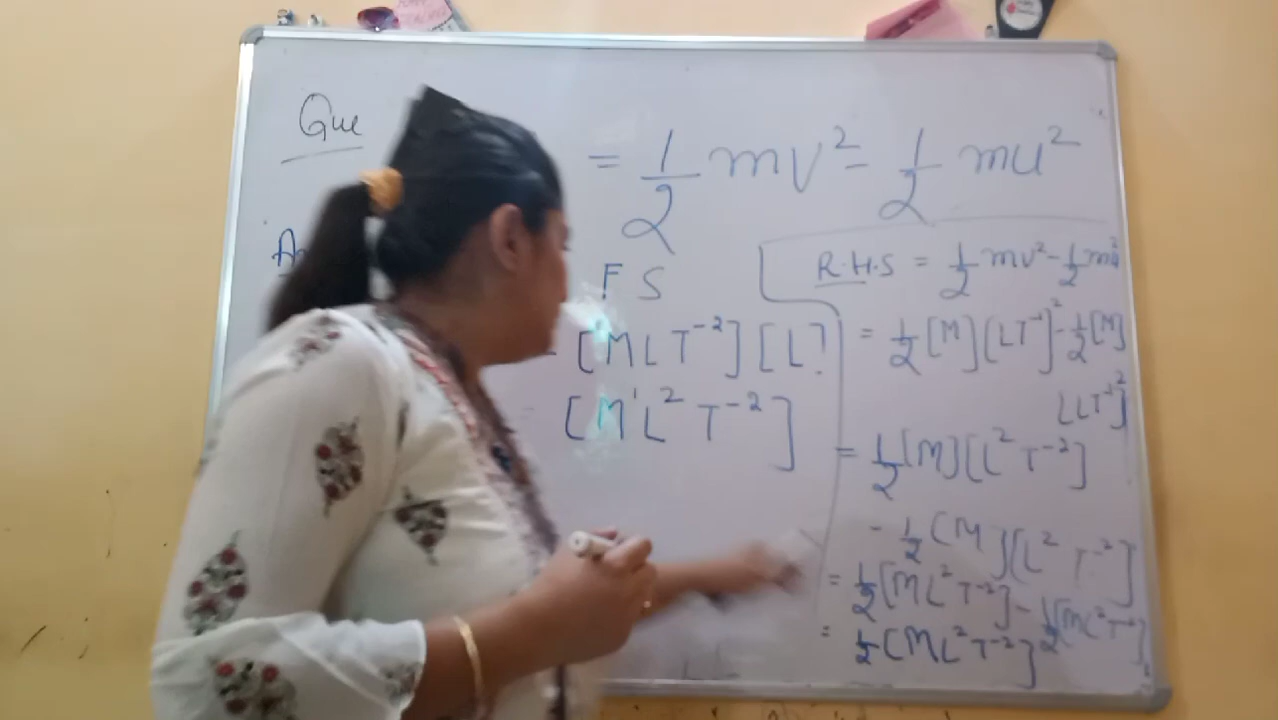 Que
= 1/2 mv² - 1/2 mu²
F S
[M L T⁻²] [L]
= [M¹ L² T⁻²]
R.H.S = 1/2 mv² - 1/2 mu²
= 1/2 [M] [LT⁻¹]² - 1/2 [M]
[LT⁻¹]²
= 1/2 [M] [L² T⁻²]
- 1/2 [M] [L² T⁻²]
= 1/2 [ML² T⁻²] - 1/2 [ML² T⁻²]
= 1/2 [ML² T⁻²]